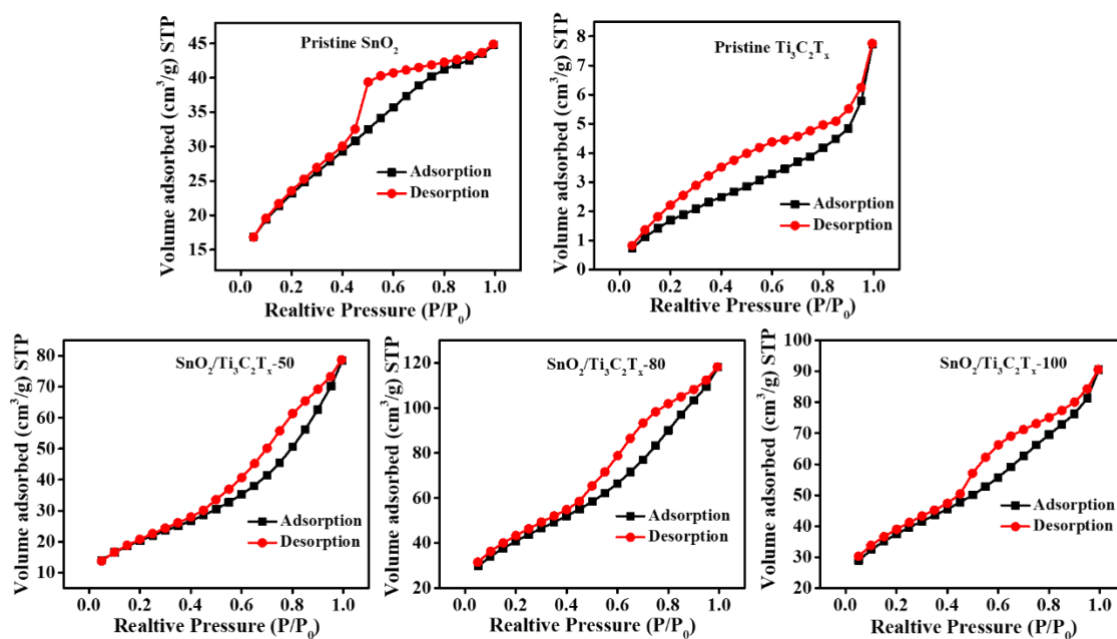 Pristine SnO₂
Volume adsorbed (cm³/g) STP
45
40
35
30
25
20
15
Adsorption
Desorption
0.0 0.2 0.4 0.6 0.8 1.0
Realtive Pressure (P/P₀)
Pristine Ti₃C₂Tₓ
Volume adsorbed (cm³/g) STP
8
7
6
5
4
3
2
1
0
Adsorption
Desorption
0.0 0.2 0.4 0.6 0.8 1.0
Realtive Pressure (P/P₀)
SnO₂/Ti₃C₂Tₓ-50
Volume adsorbed (cm³/g) STP
80
70
60
50
40
30
20
10
Adsorption
Desorption
0.0 0.2 0.4 0.6 0.8 1.0
Realtive Pressure (P/P₀)
SnO₂/Ti₃C₂Tₓ-80
Volume adsorbed (cm³/g) STP
120
100
80
60
40
20
Adsorption
Desorption
0.0 0.2 0.4 0.6 0.8 1.0
Realtive Pressure (P/P₀)
SnO₂/Ti₃C₂Tₓ-100
Volume adsorbed (cm³/g) STP
100
90
80
70
60
50
40
30
20
Adsorption
Desorption
0.0 0.2 0.4 0.6 0.8 1.0
Realtive Pressure (P/P₀)